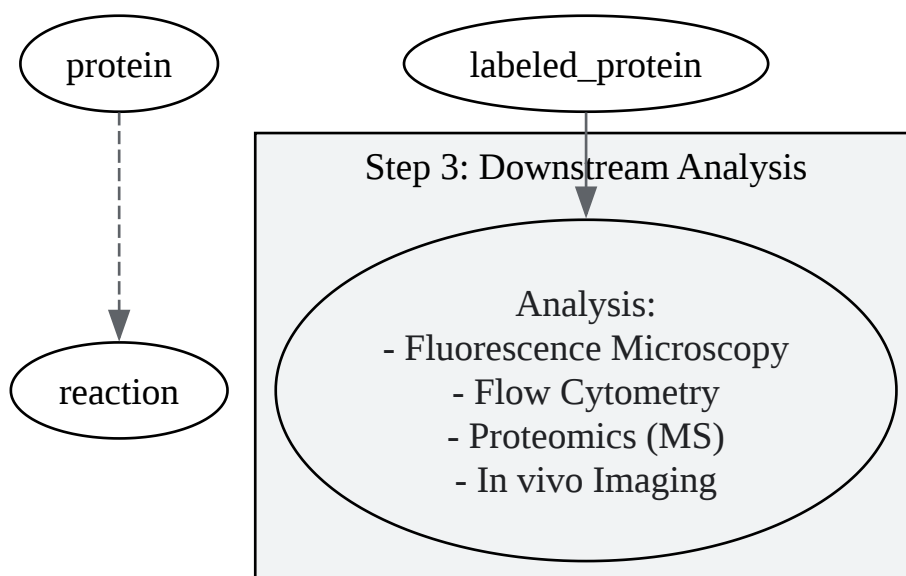 protein
labeled_protein
Step 3: Downstream Analysis
Analysis:
- Fluorescence Microscopy
- Flow Cytometry
- Proteomics (MS)
- In vivo Imaging
reaction